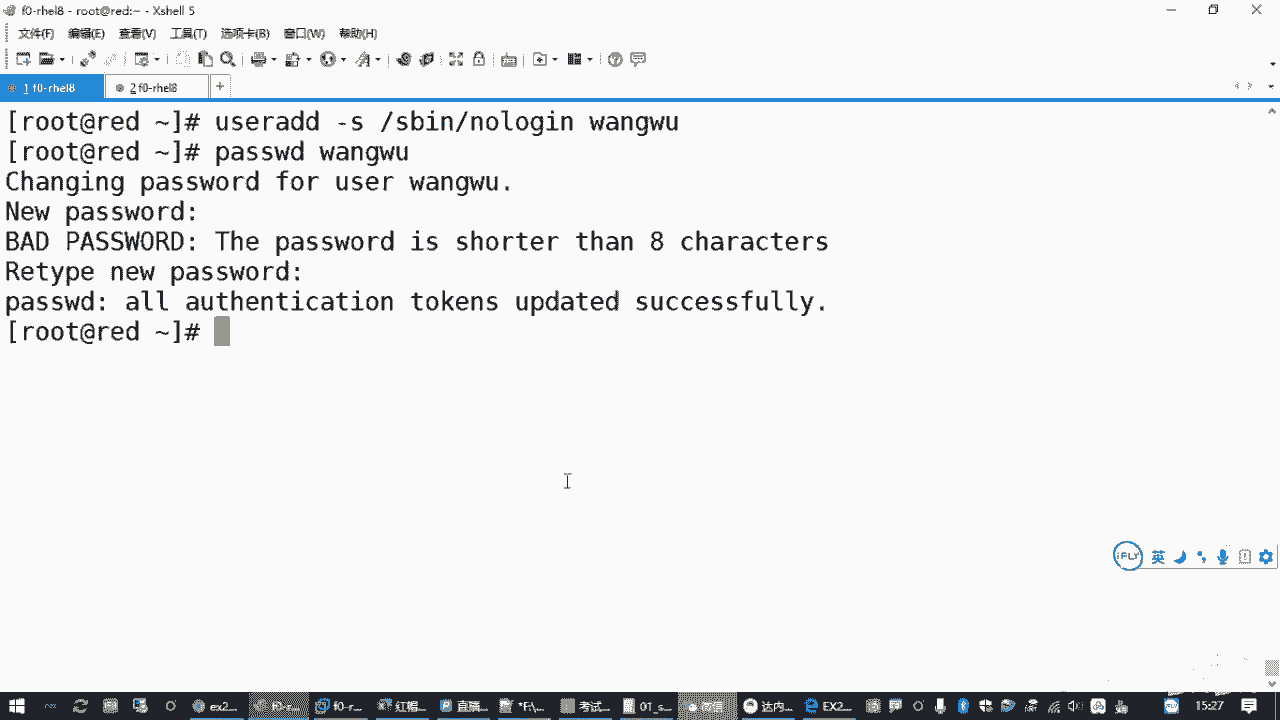 f0-rhel8 - root@red:~ - Xshell 5
文件(F) 编辑(E) 查看(V) 工具(T) 选项卡(B) 窗口(W) 帮助(H)
1 f0-rhel8 2 f0-rhel8 +
[root@red ~]# useradd -s /sbin/nologin wangwu
[root@red ~]# passwd wangwu
Changing password for user wangwu.
New password:
BAD PASSWORD: The password is shorter than 8 characters
Retype new password:
passwd: all authentication tokens updated successfully.
[root@red ~]#
iFLY 英
ex2... f0-r... 红帽... 直播... *F\... 考试... 01_s... 微信 达内... EX2... 英 15:27